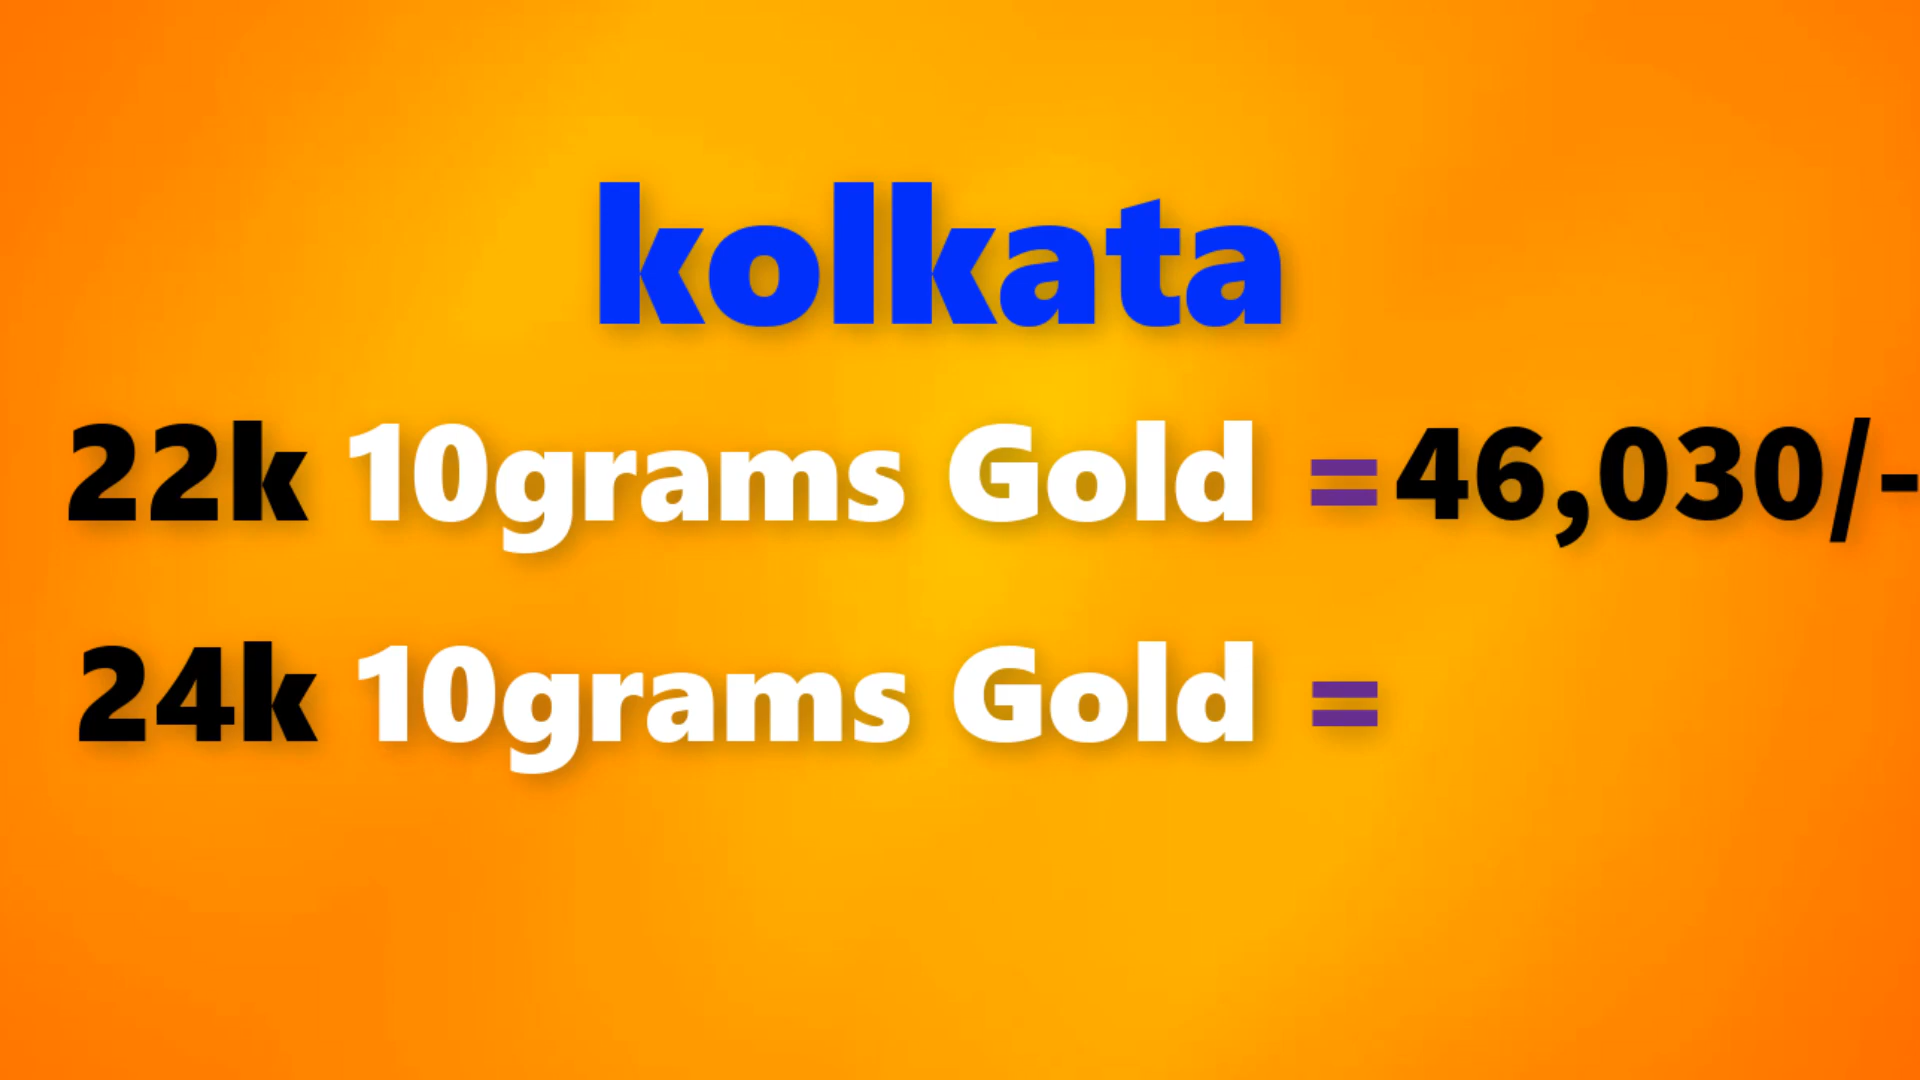 kolkata
22k 10grams Gold =46,030/-
24k 10grams Gold =